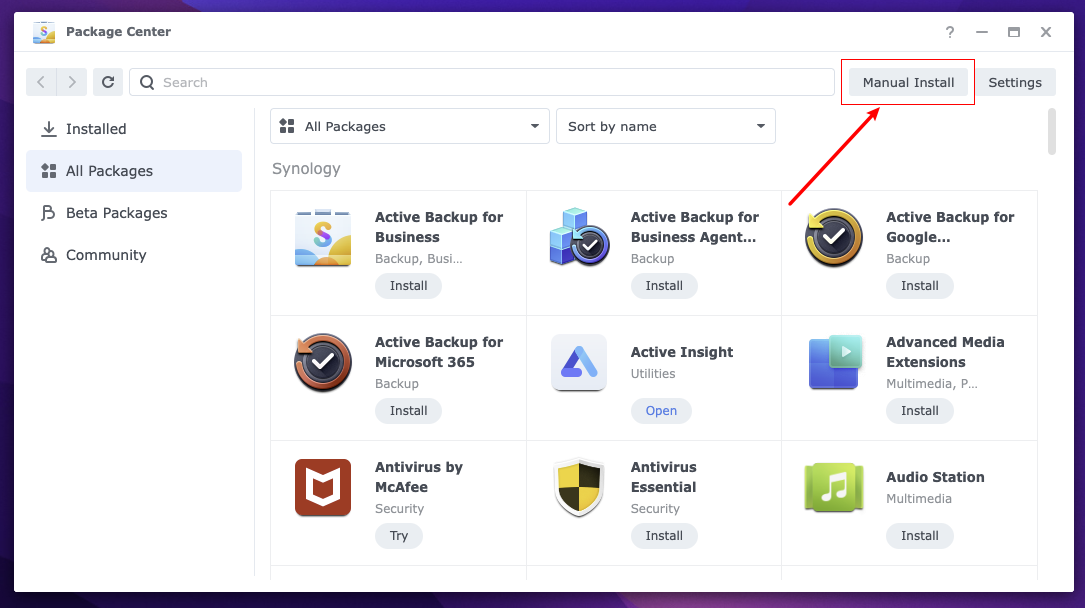 Package Center
?
Search
Manual Install
Settings
Installed
All Packages
Beta Packages
Community
All Packages
Sort by name
Synology
Active Backup for
Business
Backup, Busi...
Install
Active Backup for
Business Agent...
Backup
Install
Active Backup for
Google...
Backup
Install
Active Backup for
Microsoft 365
Backup
Install
Active Insight
Utilities
Open
Advanced Media
Extensions
Multimedia, P...
Install
Antivirus by
McAfee
Security
Try
Antivirus
Essential
Security
Install
Audio Station
Multimedia
Install